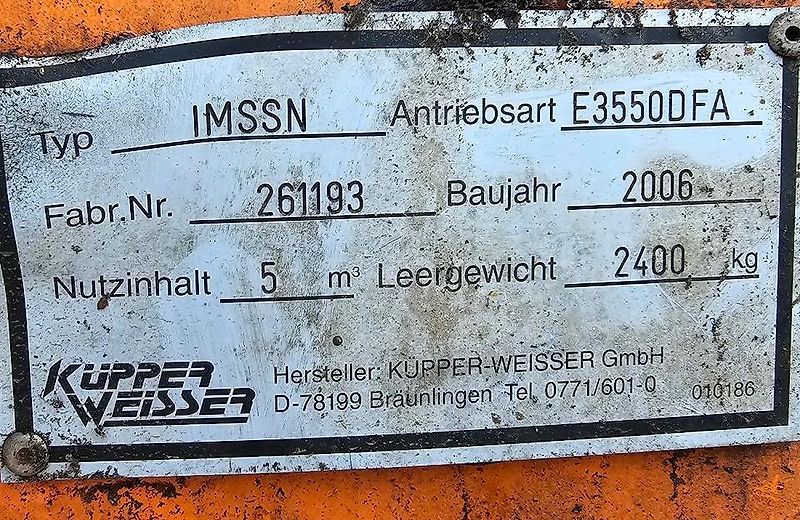 Typ IMSSN Antriebsart E3550DFA
Fabr.Nr. 261193 Baujahr 2006
Nutzinhalt 5 m³ Leergewicht 2400 kg
KÜPPER WEISSER
Hersteller: KÜPPER-WEISSER GmbH
D-78199 Bräunlingen Tel. 0771/601-0 010186